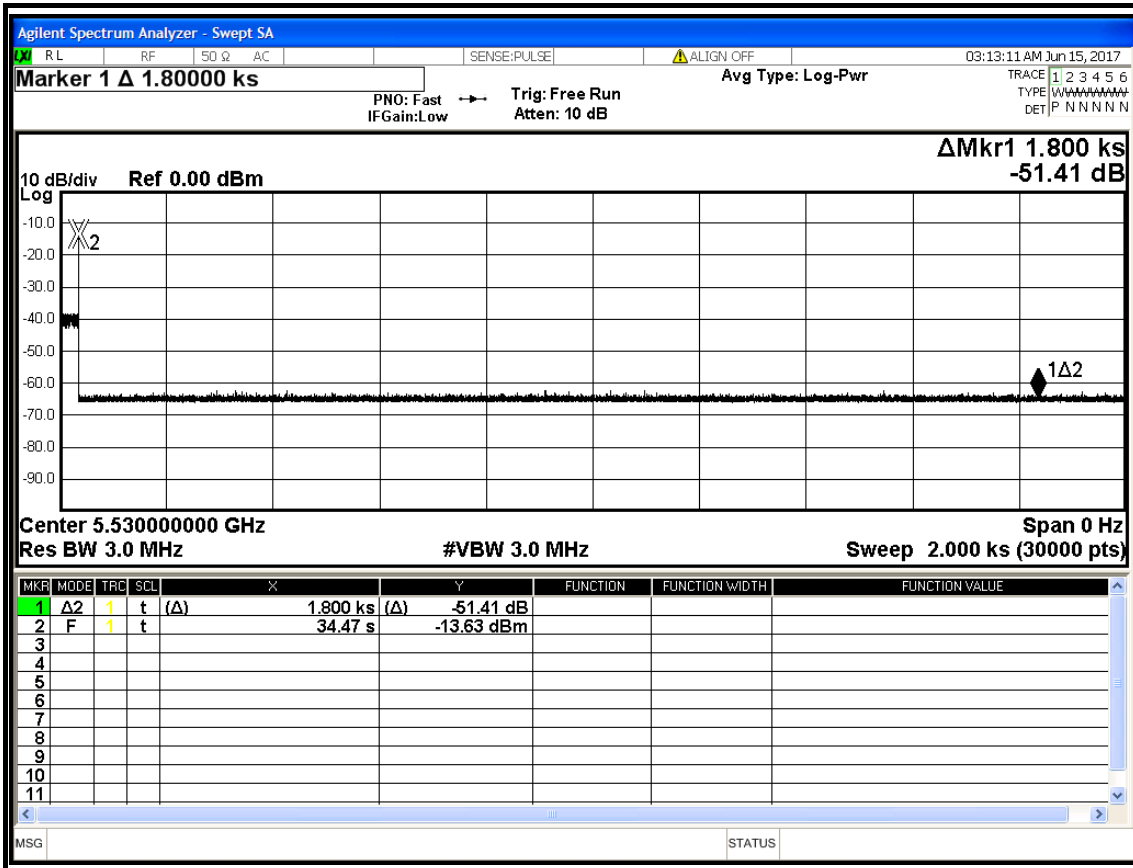 Agilent Spectrum Analyzer - Swept SA
LXI RL RF 50 Ω AC SENSE:PULSE ALIGN OFF 03:13:11 AM Jun 15, 2017
Marker 1 Δ 1.80000 ks
PNO: Fast
IFGain:Low
Trig: Free Run
Atten: 10 dB
Avg Type: Log-Pwr
TRACE 1 2 3 4 5 6
TYPE
DET P N N N N N
ΔMkr1 1.800 ks
-51.41 dB
10 dB/div Ref 0.00 dBm
Log
-10.0
2
-20.0
-30.0
-40.0
-50.0
1Δ2
-60.0
-70.0
-80.0
-90.0
Center 5.530000000 GHz Span 0 Hz
Res BW 3.0 MHz #VBW 3.0 MHz Sweep 2.000 ks (30000 pts)
MKR MODE TRC SCL X Y FUNCTION FUNCTION WIDTH FUNCTION VALUE
1 Δ2 1 t (Δ) 1.800 ks (Δ) -51.41 dB
2 F 1 t 34.47 s -13.63 dBm
3
4
5
6
7
8
9
10
11
MSG STATUS